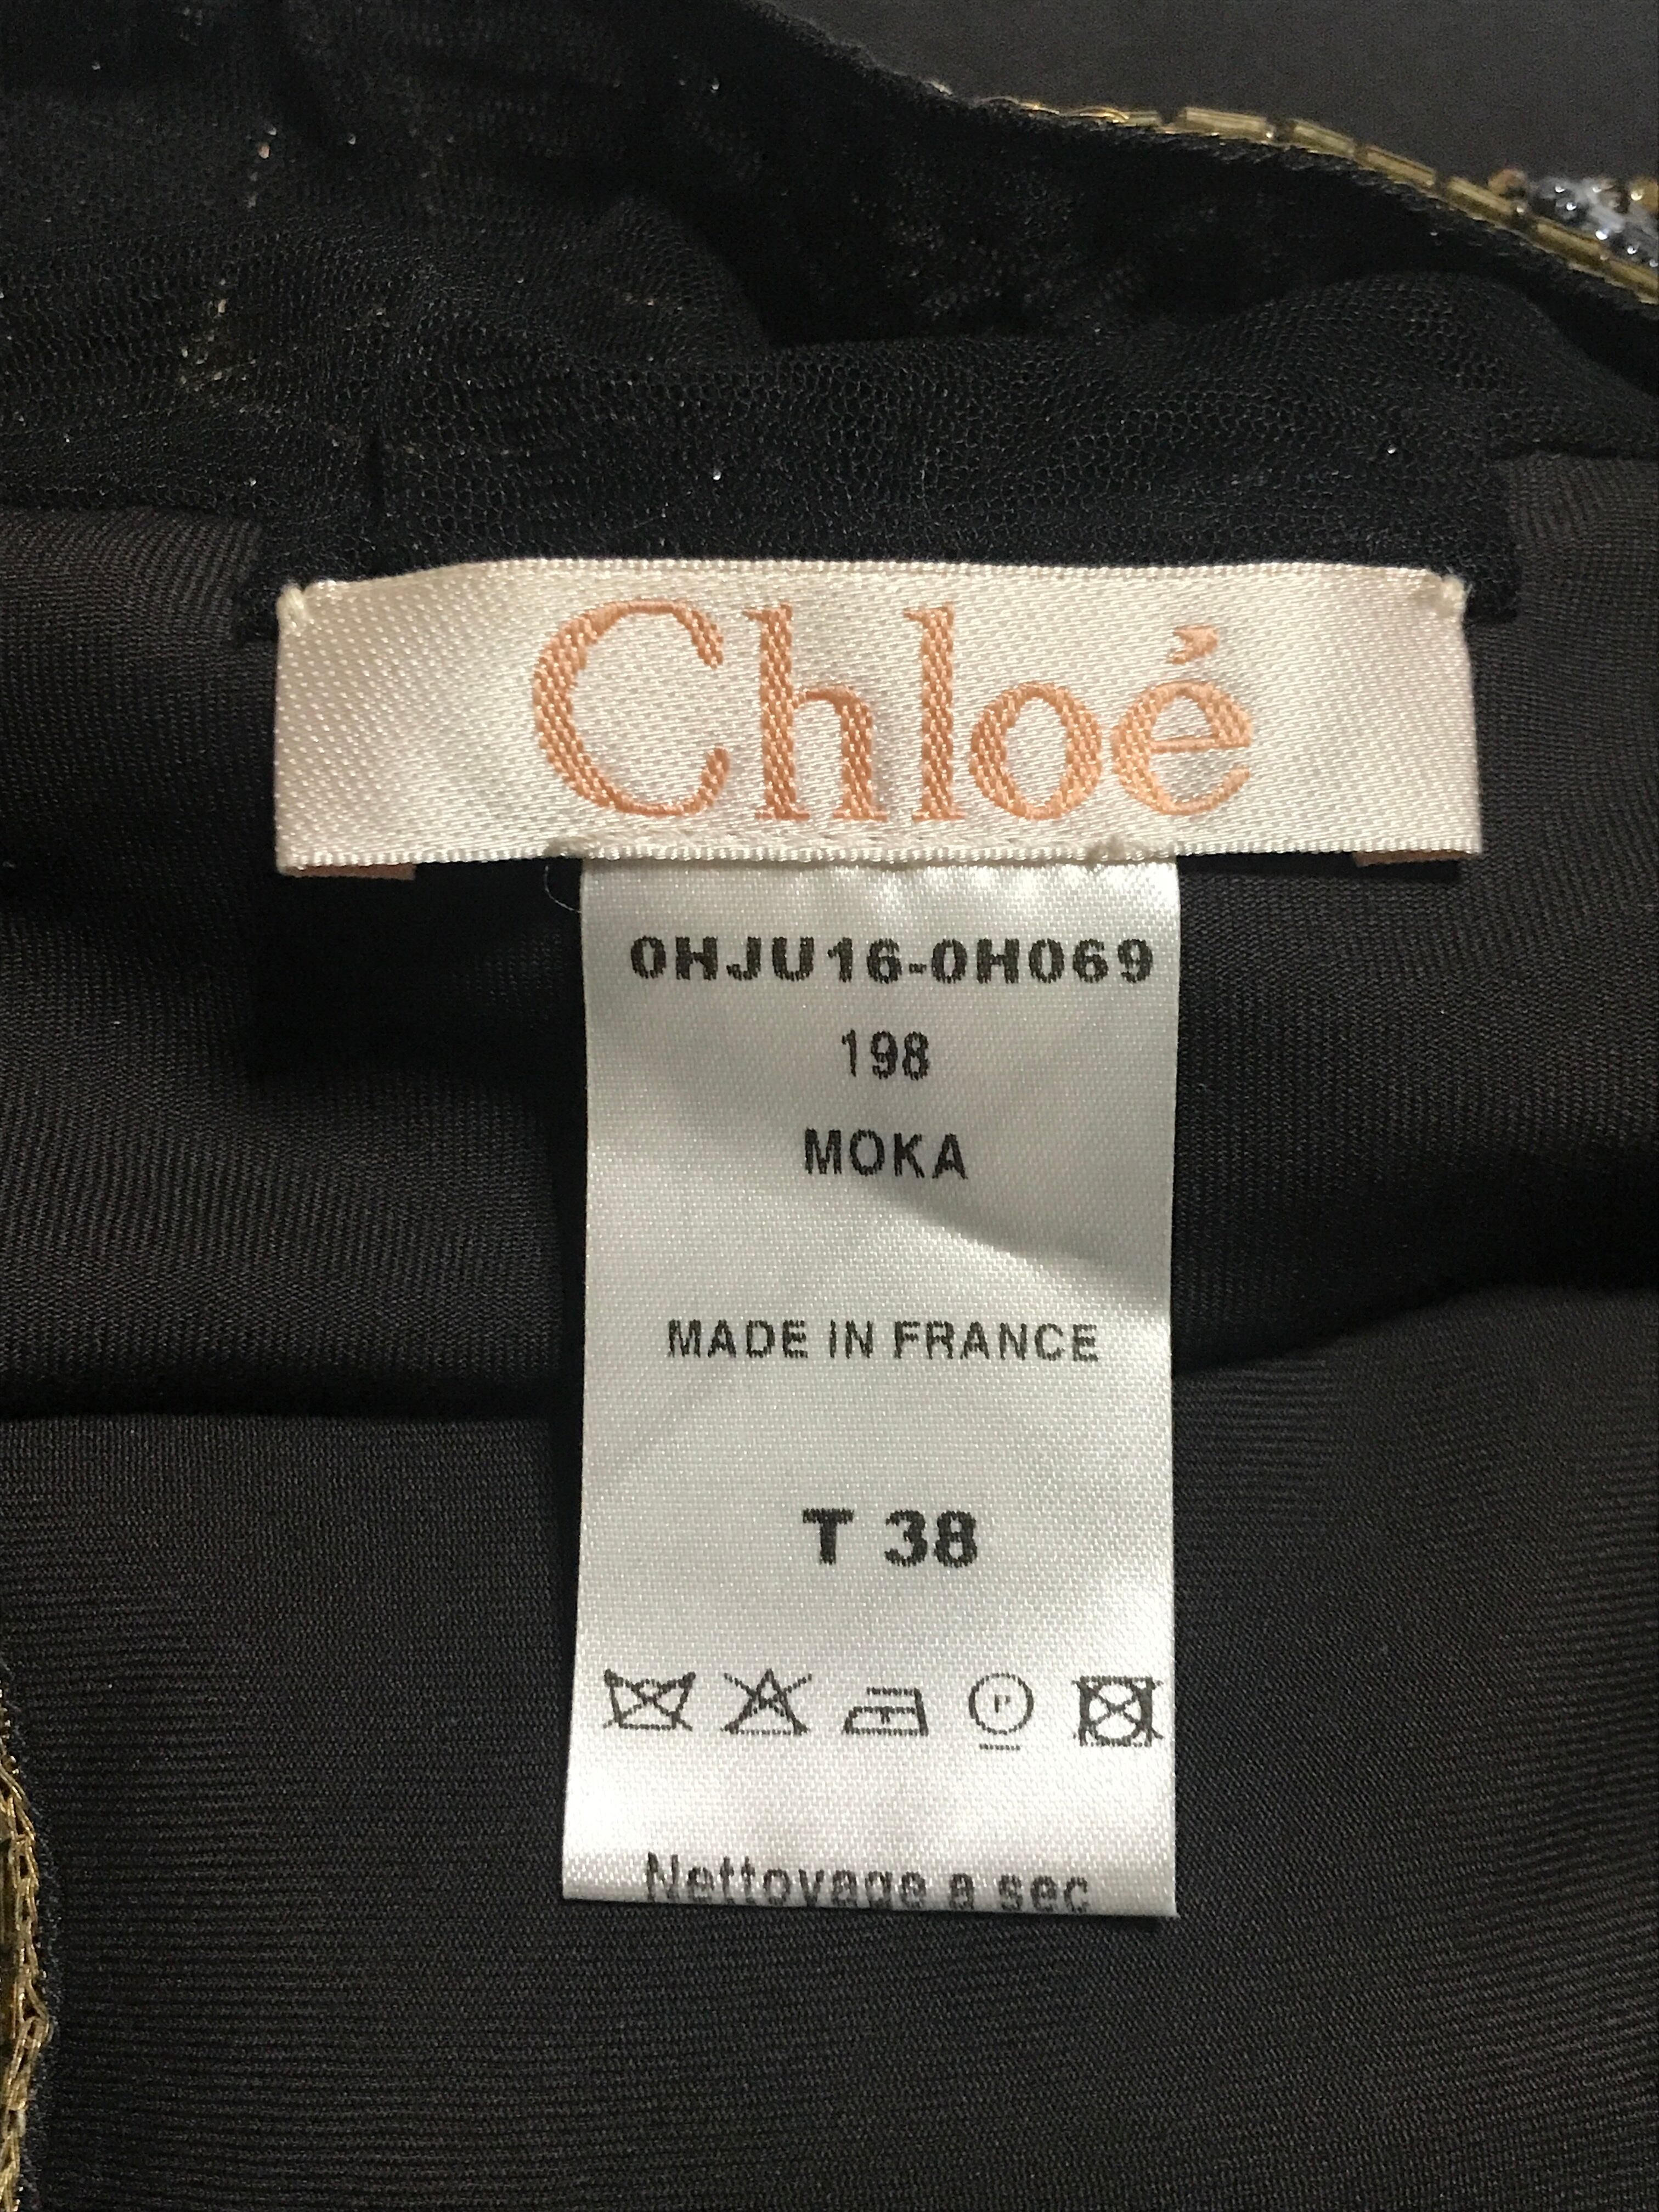 Chloé
0HJU16-0H069
198
MOKA
MADE IN FRANCE
T 38
P
Nettoyage a sec